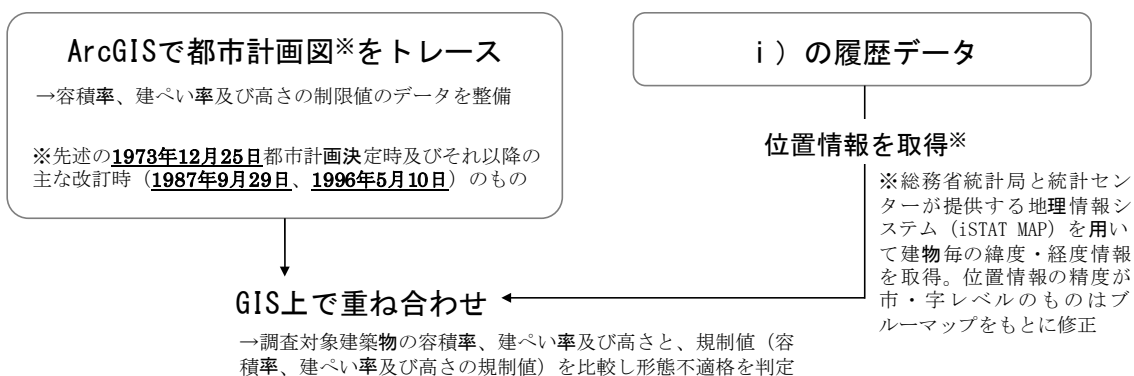 ArcGISで都市計画図※をトレース
→容積率、建ぺい率及び高さの制限値のデータを整備
※先述の1973年12月25日都市計画決定時及びそれ以降の
主な改訂時（1987年9月29日、1996年5月10日）のもの
ⅰ）の履歴データ
位置情報を取得※
※総務省統計局と統計セン
ターが提供する地理情報シ
ステム（iSTAT MAP）を用い
て建物毎の緯度・経度情報
を取得。位置情報の精度が
市・字レベルのものはブ
ルーマップをもとに修正
GIS上で重ね合わせ
→調査対象建築物の容積率、建ぺい率及び高さと、規制値（容
積率、建ぺい率及び高さの規制値）を比較し形態不適格を判定